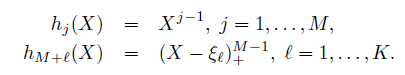 h_j(X) = X^{j−1}, j = 1, . . . , M,
h_{M+ℓ}(X) = (X − ξ_ℓ)_+^{M−1}, ℓ = 1, . . . , K.